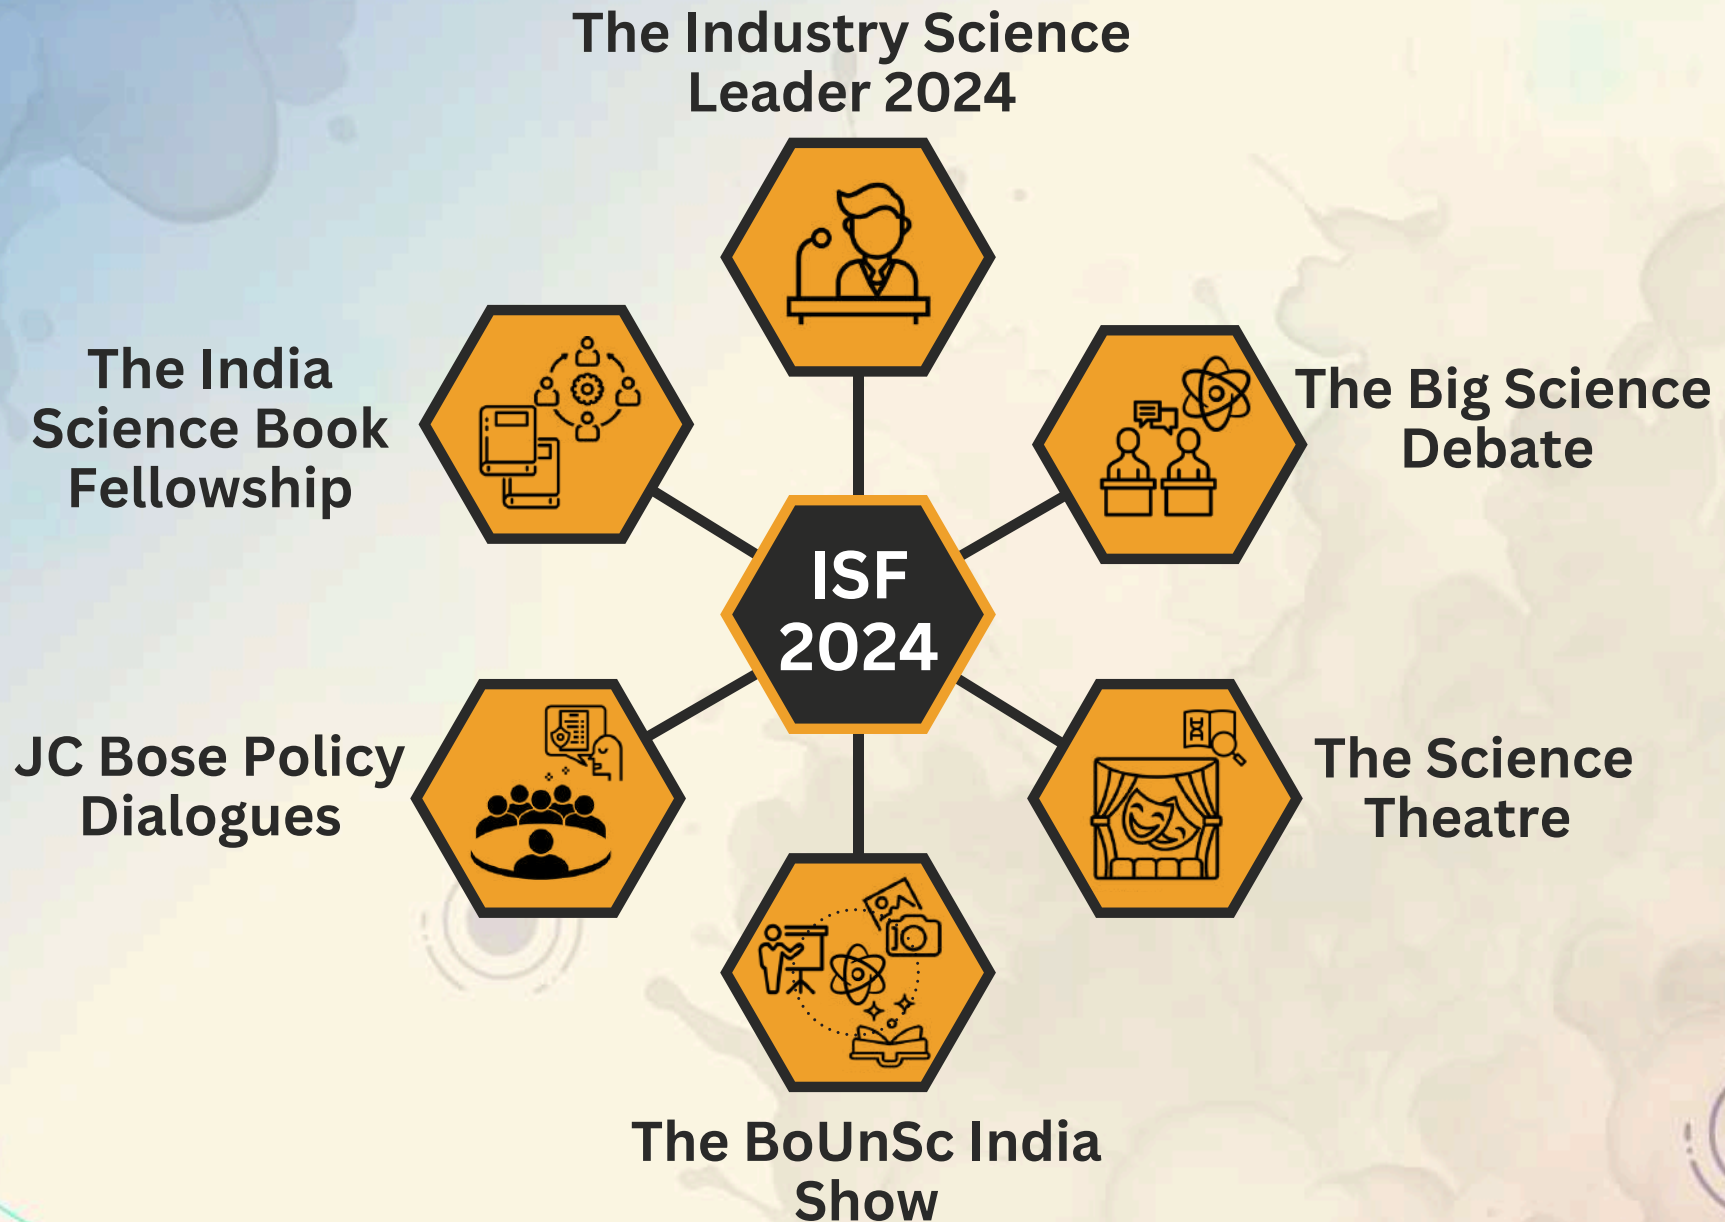 The Industry Science
Leader 2024
The India
Science Book
Fellowship
The Big Science
Debate
ISF
2024
JC Bose Policy
Dialogues
The Science
Theatre
The BoUnSc India
Show